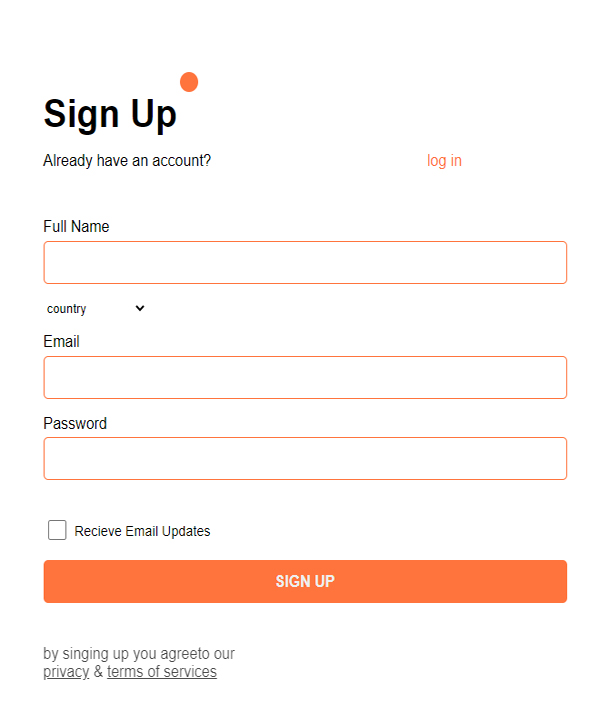 Sign Up
Already have an account? log in
Full Name
country
Email
Password
Recieve Email Updates
SIGN UP
by singing up you agreeto our
privacy & terms of services